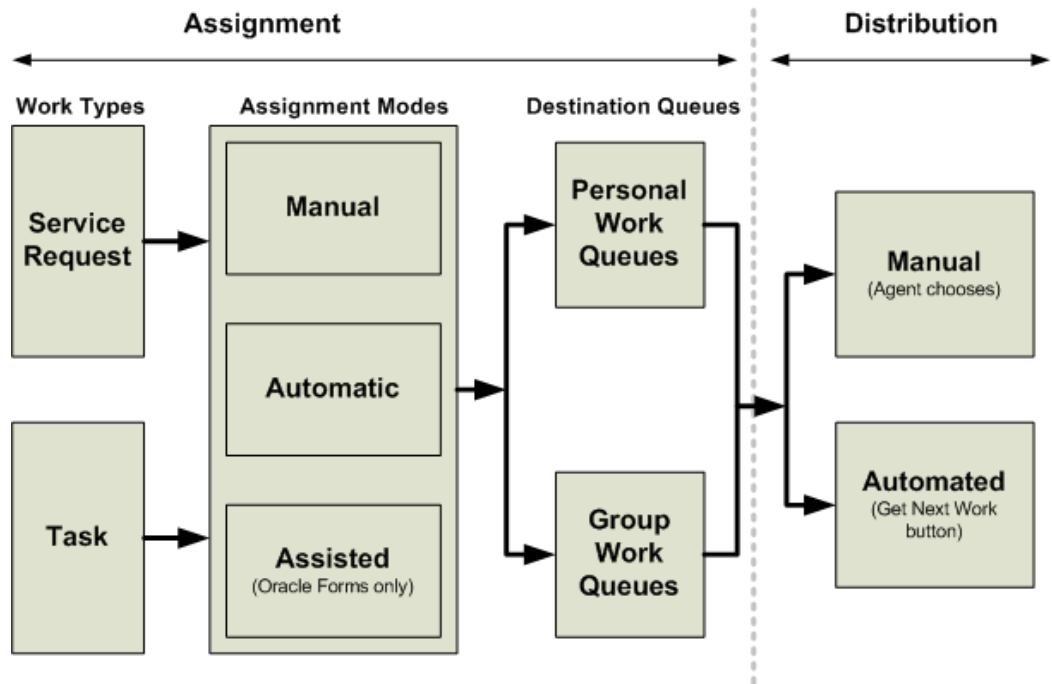 Assignment
Distribution
Work Types
Assignment Modes
Destination Queues
Service
Request
Task
Manual
Automatic
Assisted
(Oracle Forms only)
Personal
Work
Queues
Group
Work
Queues
Manual
(Agent chooses)
Automated
(Get Next Work
button)